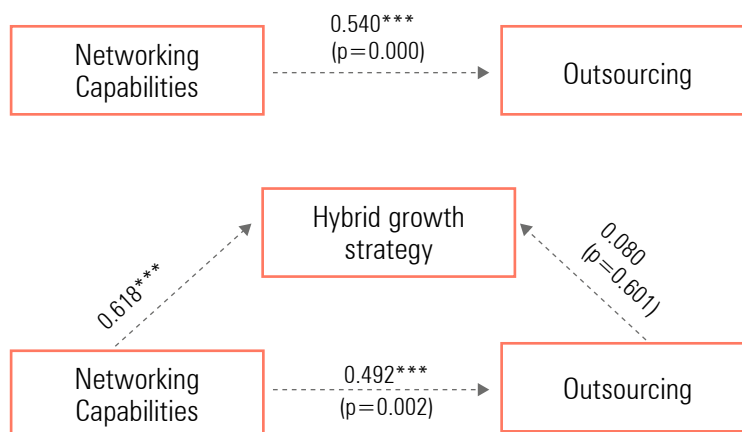 0.540***
(p=0.000)
Networking
Capabilities
Outsourcing
Hybrid growth
strategy
0.618***
0.080
(p=0.601)
Networking
Capabilities
0.492***
(p=0.002)
Outsourcing